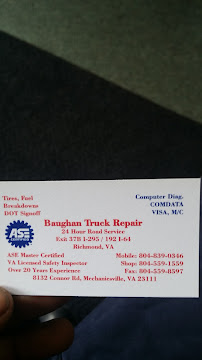 Tires, Fuel
Breakdowns
DOT Signoff
Computer Diag.
COMDATA
VISA, M/C
ASE
CERTIFIED
Baughan Truck Repair
24 Hour Road Service
Exit 37B I-295 / 192 I-64
Richmond, VA
ASE Master Certified
VA Licensed Safety Inspector
Over 20 Years Experience
Mobile: 804-839-0346
Shop: 804-559-1559
Fax: 804-559-8597
8132 Connor Rd, Mechanicsville, VA 23111